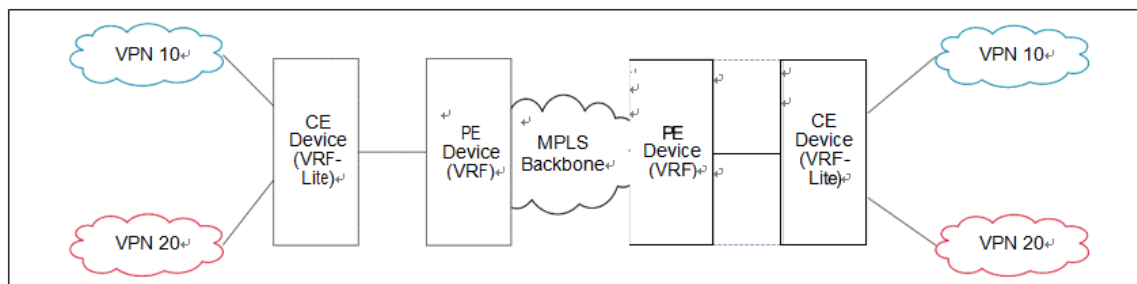 VPN 10
VPN 20
CE
Device
(VRF-
Lite)
PE
Device
(VRF)
MPLS
Backbone
PE
Device
(VRF)
CE
Device
(VRF-
Lite)
VPN 10
VPN 20